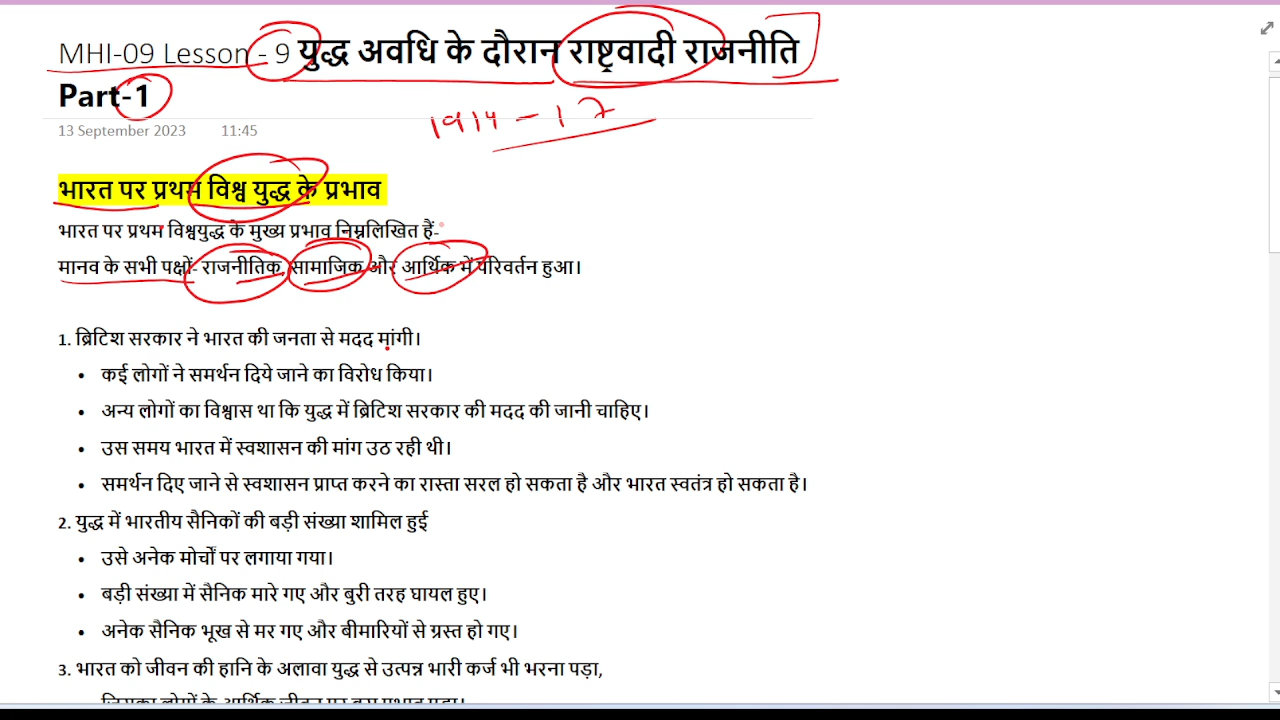 MHI-09 Lesson - 9 युद्ध अवधि के दौरान राष्ट्रवादी राजनीति
Part-1
1914 - 17
13 September 2023 11:45
भारत पर प्रथम विश्व युद्ध के प्रभाव
भारत पर प्रथम विश्वयुद्ध के मुख्य प्रभाव निम्नलिखित हैं-
मानव के सभी पक्षों- राजनीतिक, सामाजिक और आर्थिक में परिवर्तन हुआ।
1. ब्रिटिश सरकार ने भारत की जनता से मदद मांगी।
• कई लोगों ने समर्थन दिये जाने का विरोध किया।
• अन्य लोगों का विश्वास था कि युद्ध में ब्रिटिश सरकार की मदद की जानी चाहिए।
• उस समय भारत में स्वशासन की मांग उठ रही थी।
• समर्थन दिए जाने से स्वशासन प्राप्त करने का रास्ता सरल हो सकता है और भारत स्वतंत्र हो सकता है।
2. युद्ध में भारतीय सैनिकों की बड़ी संख्या शामिल हुई
• उसे अनेक मोर्चों पर लगाया गया।
• बड़ी संख्या में सैनिक मारे गए और बुरी तरह घायल हुए।
• अनेक सैनिक भूख से मर गए और बीमारियों से ग्रस्त हो गए।
3. भारत को जीवन की हानि के अलावा युद्ध से उत्पन्न भारी कर्ज भी भरना पड़ा,